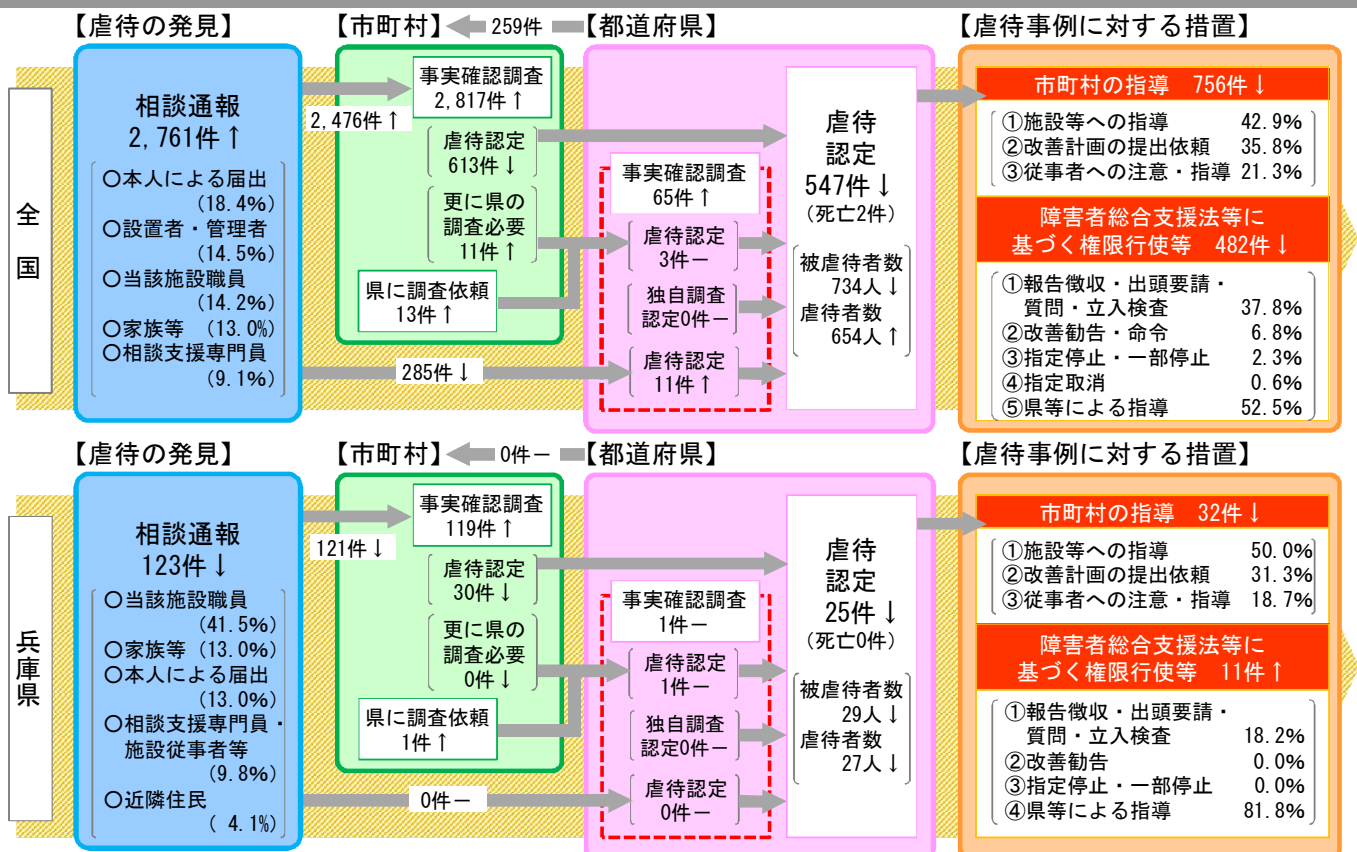 【虐待の発見】
【市町村】
259件
【都道府県】
【虐待事例に対する措置】
全国
相談通報
2,761件↑
○本人による届出
(18.4%)
○設置者・管理者
(14.5%)
○当該施設職員
(14.2%)
○家族等 (13.0%)
○相談支援専門員
(9.1%)
2,476件↑
285件↓
事実確認調査
2,817件↑
虐待認定
613件↓
更に県の
調査必要
11件↑
県に調査依頼
13件↑
事実確認調査
65件↑
虐待認定
3件－
独自調査
認定0件－
虐待認定
11件↑
虐待
認定
547件↓
(死亡2件)
被虐待者数
734人↓
虐待者数
654人↑
市町村の指導 756件↓
①施設等への指導 42.9%
②改善計画の提出依頼 35.8%
③従事者への注意・指導 21.3%
障害者総合支援法等に
基づく権限行使等 482件↓
①報告徴収・出頭要請・
質問・立入検査 37.8%
②改善勧告・命令 6.8%
③指定停止・一部停止 2.3%
④指定取消 0.6%
⑤県等による指導 52.5%
【虐待の発見】
【市町村】
0件－
【都道府県】
【虐待事例に対する措置】
兵庫県
相談通報
123件↓
○当該施設職員
(41.5%)
○家族等 (13.0%)
○本人による届出
(13.0%)
○相談支援専門員・
施設従事者等
(9.8%)
○近隣住民
( 4.1%)
121件↓
0件－
事実確認調査
119件↑
虐待認定
30件↓
更に県の
調査必要
0件↓
県に調査依頼
1件↑
事実確認調査
1件－
虐待認定
1件－
独自調査
認定0件－
虐待認定
0件－
虐待
認定
25件↓
(死亡0件)
被虐待者数
29人↓
虐待者数
27人↓
市町村の指導 32件↓
①施設等への指導 50.0%
②改善計画の提出依頼 31.3%
③従事者への注意・指導 18.7%
障害者総合支援法等に
基づく権限行使等 11件↑
①報告徴収・出頭要請・
質問・立入検査 18.2%
②改善勧告 0.0%
③指定停止・一部停止 0.0%
④県等による指導 81.8%